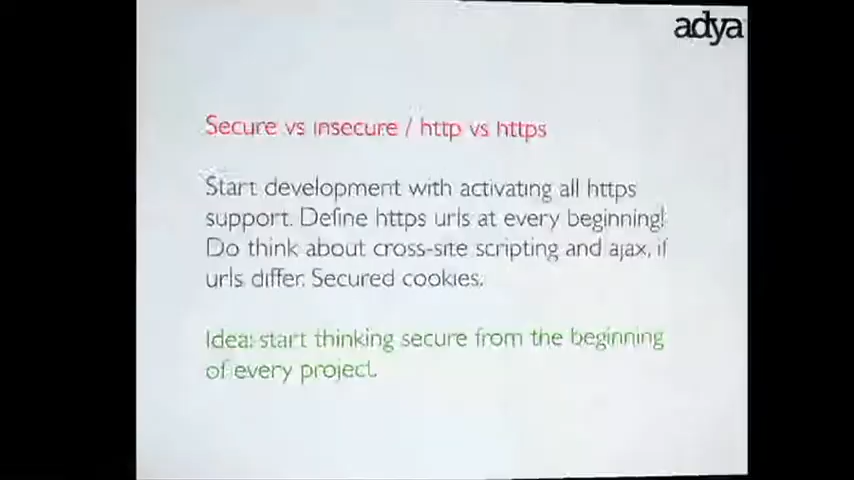 adya
Secure vs insecure / http vs https
Start development with activating all https
support. Define https urls at every beginning!
Do think about cross-site scripting and ajax, if
urls differ. Secured cookies.
Idea: start thinking secure from the beginning
of every project.